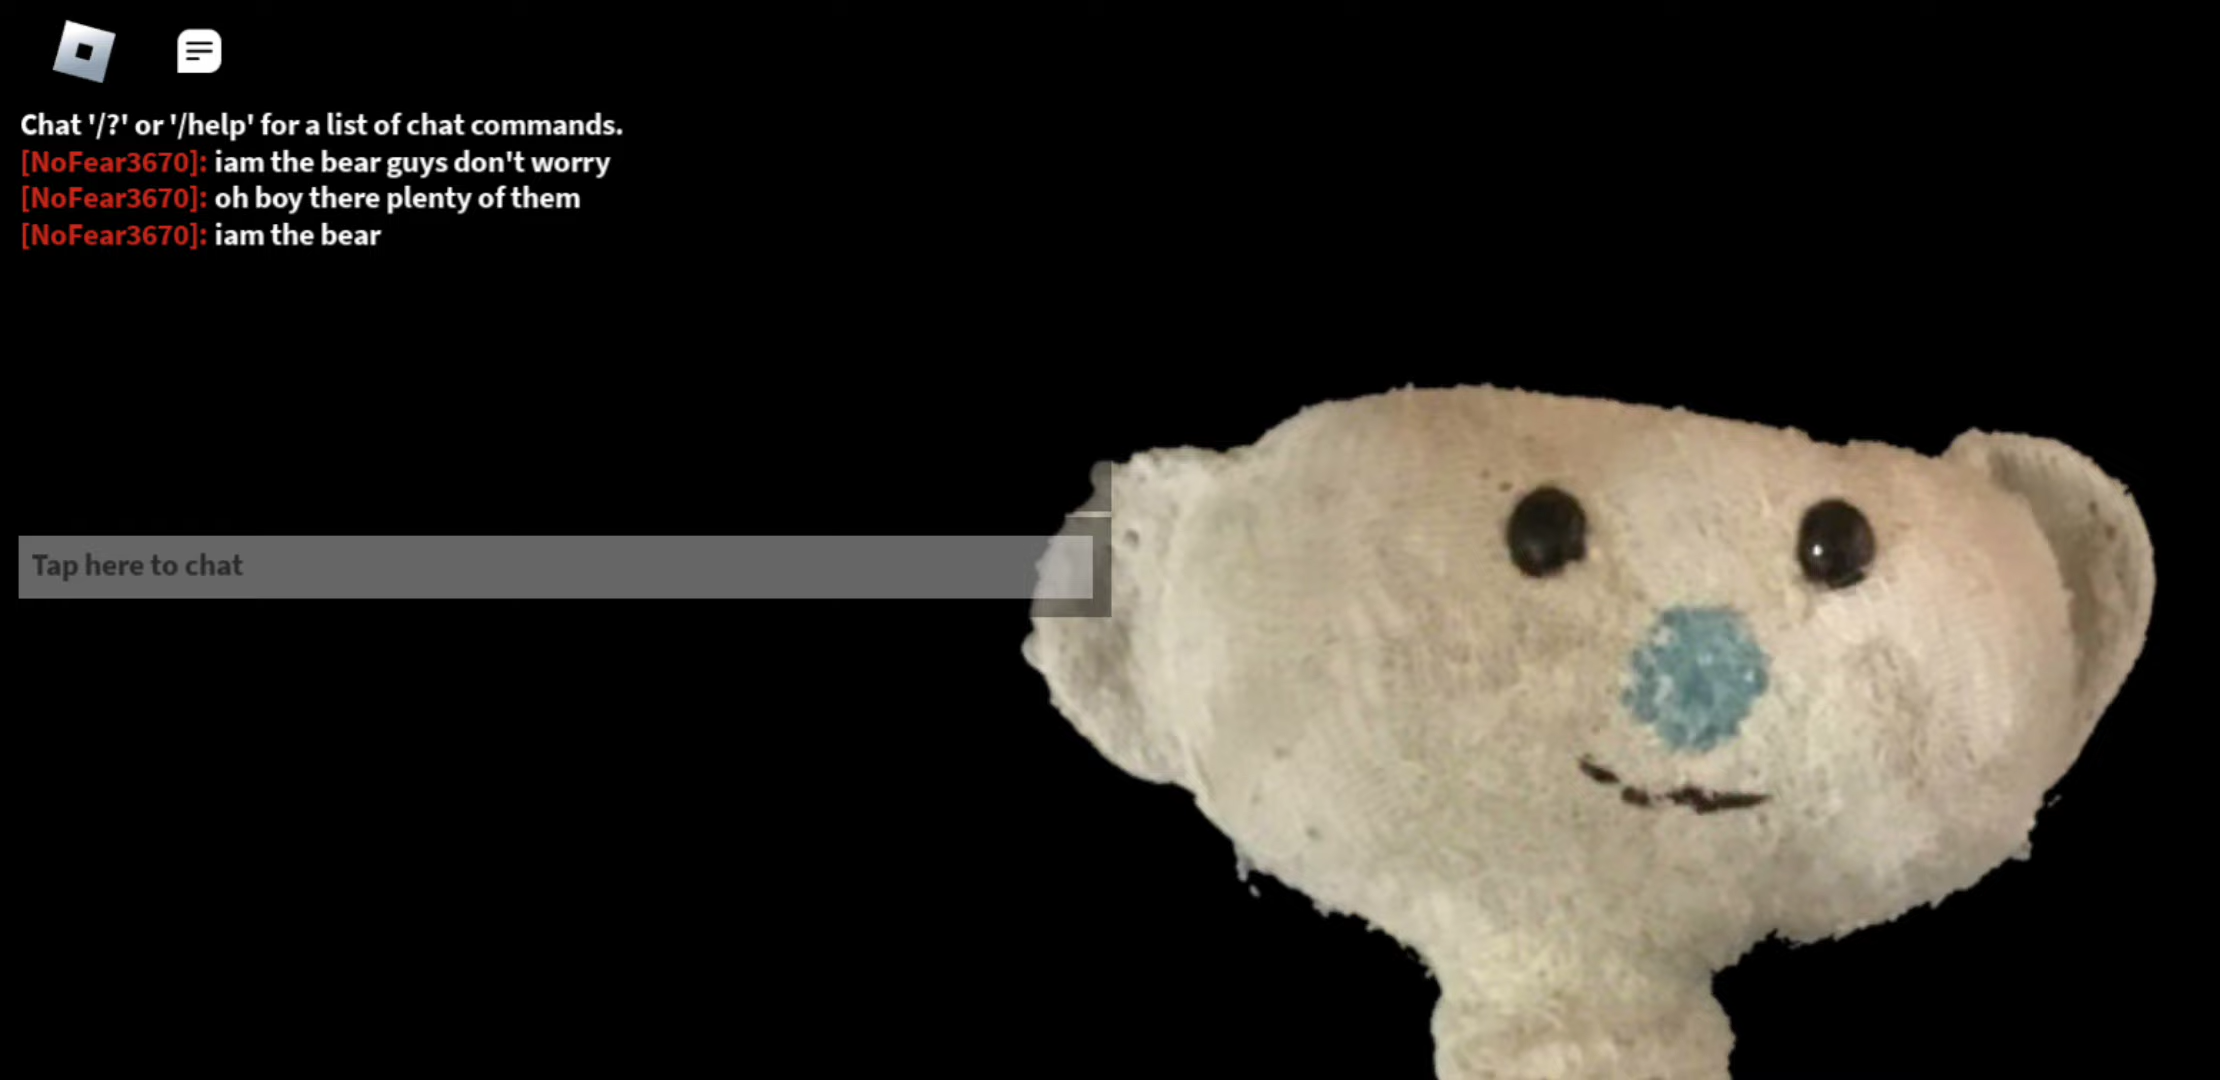 Chat '/?' or '/help' for a list of chat commands.
[NoFear3670]: iam the bear guys don't worry
[NoFear3670]: oh boy there plenty of them
[NoFear3670]: iam the bear
Tap here to chat